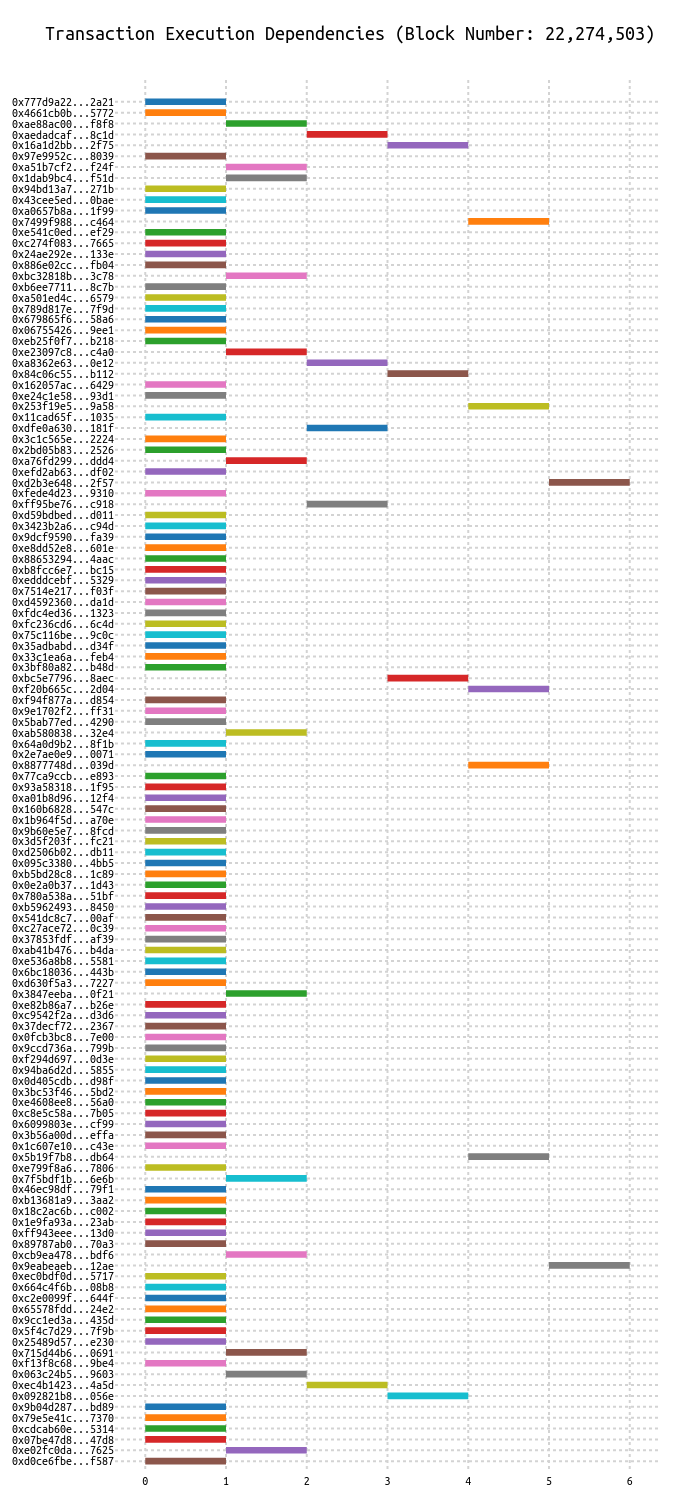 Transaction Execution Dependencies (Block Number: 22,274,503)
0x777d9a22...2a21
0x4661cb0b...5772
0xae88ac00...f8f8
0xaedadcaf...8c1d
0x16a1d2bb...2f75
0x97e9952c...8039
0xa51b7cf2...f24f
0x1dab9bc4...f51d
0x94bd13a7...271b
0x43cee5ed...0bae
0xa0657b8a...1f99
0x7499f988...c464
0xe541c0ed...ef29
0xc274f083...7665
0x24ae292e...133e
0x886e02cc...fb04
0xbc32818b...3c78
0xb6ee7711...8c7b
0xa501ed4c...6579
0x789d817e...7f9d
0x679865f6...58a6
0x06755426...9ee1
0xeb25f0f7...b218
0xe23097c8...c4a0
0xa8362e63...0e12
0x84c06c55...b112
0x162057ac...6429
0xe24c1e58...93d1
0x253f19e5...9a58
0x11cad65f...1035
0xdfe0a630...181f
0x3c1c565e...2224
0x2bd05b83...2526
0xa76fd299...ddd4
0xefd2ab63...df02
0xd2b3e648...2f57
0xfede4d23...9310
0xff95be76...c918
0xd59bdbed...d011
0x3423b2a6...c94d
0x9dcf9590...fa39
0xe8dd52e8...601e
0x88653294...4aac
0xb8fcc6e7...bc15
0xedddcebf...5329
0x7514e217...f03f
0xd4592360...da1d
0xfdc4ed36...1323
0xfc236cd6...6c4d
0x75c116be...9c0c
0x35adbabd...d34f
0x33c1ea6a...feb4
0x3bf80a82...b48d
0xbc5e7796...8aec
0xf20b665c...2d04
0xf94f877a...d854
0x9e1702f2...ff31
0x5bab77ed...4290
0xab580838...32e4
0x64a0d9b2...8f1b
0x2e7ae0e9...0071
0x8877748d...039d
0x77ca9ccb...e893
0x93a58318...1f95
0xa01b8d96...12f4
0x160b6828...547c
0x1b964f5d...a70e
0x9b60e5e7...8fcd
0x3d5f203f...fc21
0xd2506b02...db11
0x095c3380...4bb5
0xb5bd28c8...1c89
0x0e2a0b37...1d43
0x780a538a...51bf
0xb5962493...8450
0x541dc8c7...00af
0xc27ace72...0c39
0x37853fdf...af39
0xab41b476...b4da
0xe536a8b8...5581
0x6bc18036...443b
0xd630f5a3...7227
0x3847eeba...0f21
0xe82b86a7...b26e
0xc9542f2a...d3d6
0x37decf72...2367
0x0fcb3bc8...7e00
0x9ccd736a...799b
0xf294d697...0d3e
0x94ba6d2d...5855
0x0d405cdb...d98f
0x3bc53f46...5bd2
0xe4608ee8...56a0
0xc8e5c58a...7b05
0x6099803e...cf99
0x3b56a00d...effa
0x1c607e10...c43e
0x5b19f7b8...db64
0xe799f8a6...7806
0x7f5bdf1b...6e6b
0x46ec98df...79f1
0xb13681a9...3aa2
0x18c2ac6b...c002
0x1e9fa93a...23ab
0xff943eee...13d0
0x89787ab0...70a3
0xcb9ea478...bdf6
0x9eabeaeb...12ae
0xec0bdf0d...5717
0x664c4f6b...08b8
0xc2e0099f...644f
0x65578fdd...24e2
0x9cc1ed3a...435d
0x5f4c7d29...7f9b
0x25489d57...e230
0x715d44b6...0691
0xf13f8c68...9be4
0x063c24b5...9603
0xec4b1423...4a5d
0x092821b8...056e
0x9b04d287...bd89
0x79e5e41c...7370
0xcdcab60e...5314
0x07be47d8...47d8
0xe02fc0da...7625
0xd0ce6fbe...f587
0 1 2 3 4 5 6